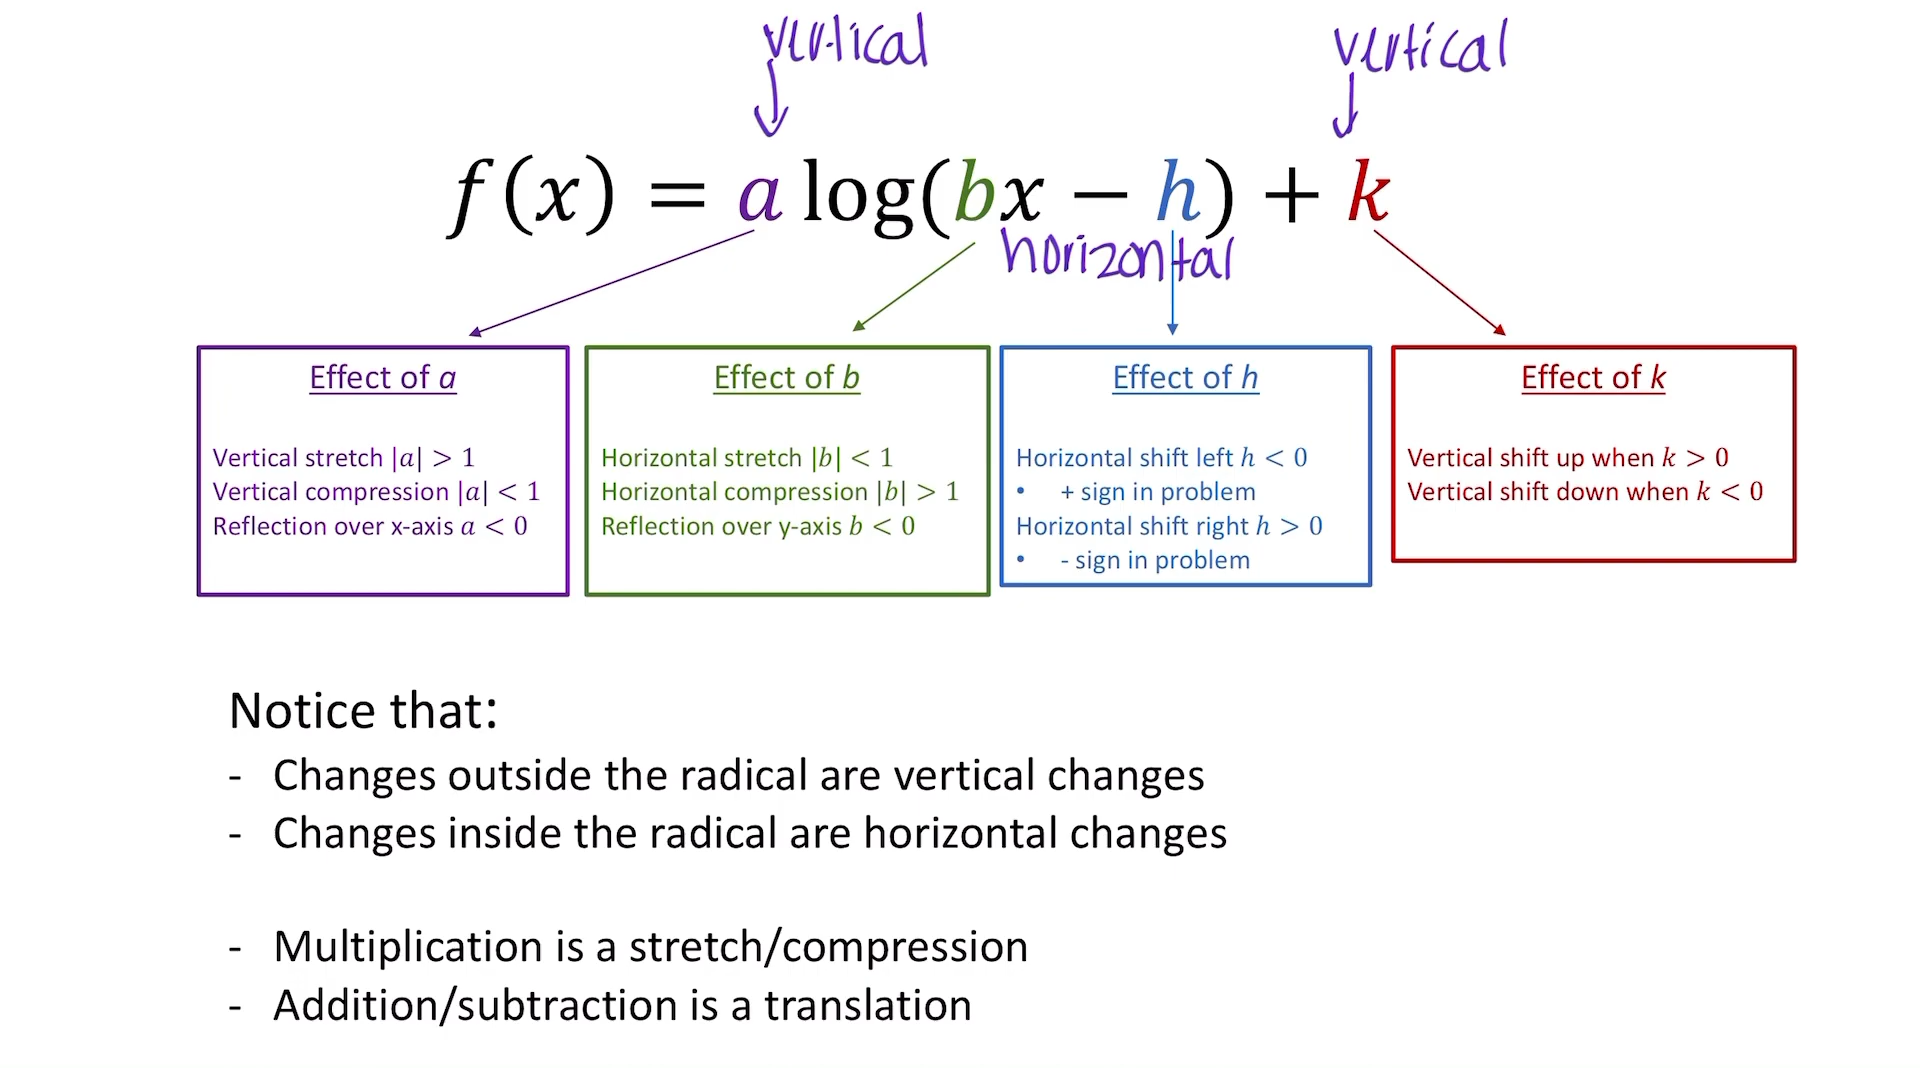 vertical
vertical
f(x) = a log(bx − h) + k
horizontal
Effect of a
Vertical stretch |a| > 1
Vertical compression |a| < 1
Reflection over x-axis a < 0
Effect of b
Horizontal stretch |b| < 1
Horizontal compression |b| > 1
Reflection over y-axis b < 0
Effect of h
Horizontal shift left h < 0
• + sign in problem
Horizontal shift right h > 0
• - sign in problem
Effect of k
Vertical shift up when k > 0
Vertical shift down when k < 0
Notice that:
- Changes outside the radical are vertical changes
- Changes inside the radical are horizontal changes
- Multiplication is a stretch/compression
- Addition/subtraction is a translation